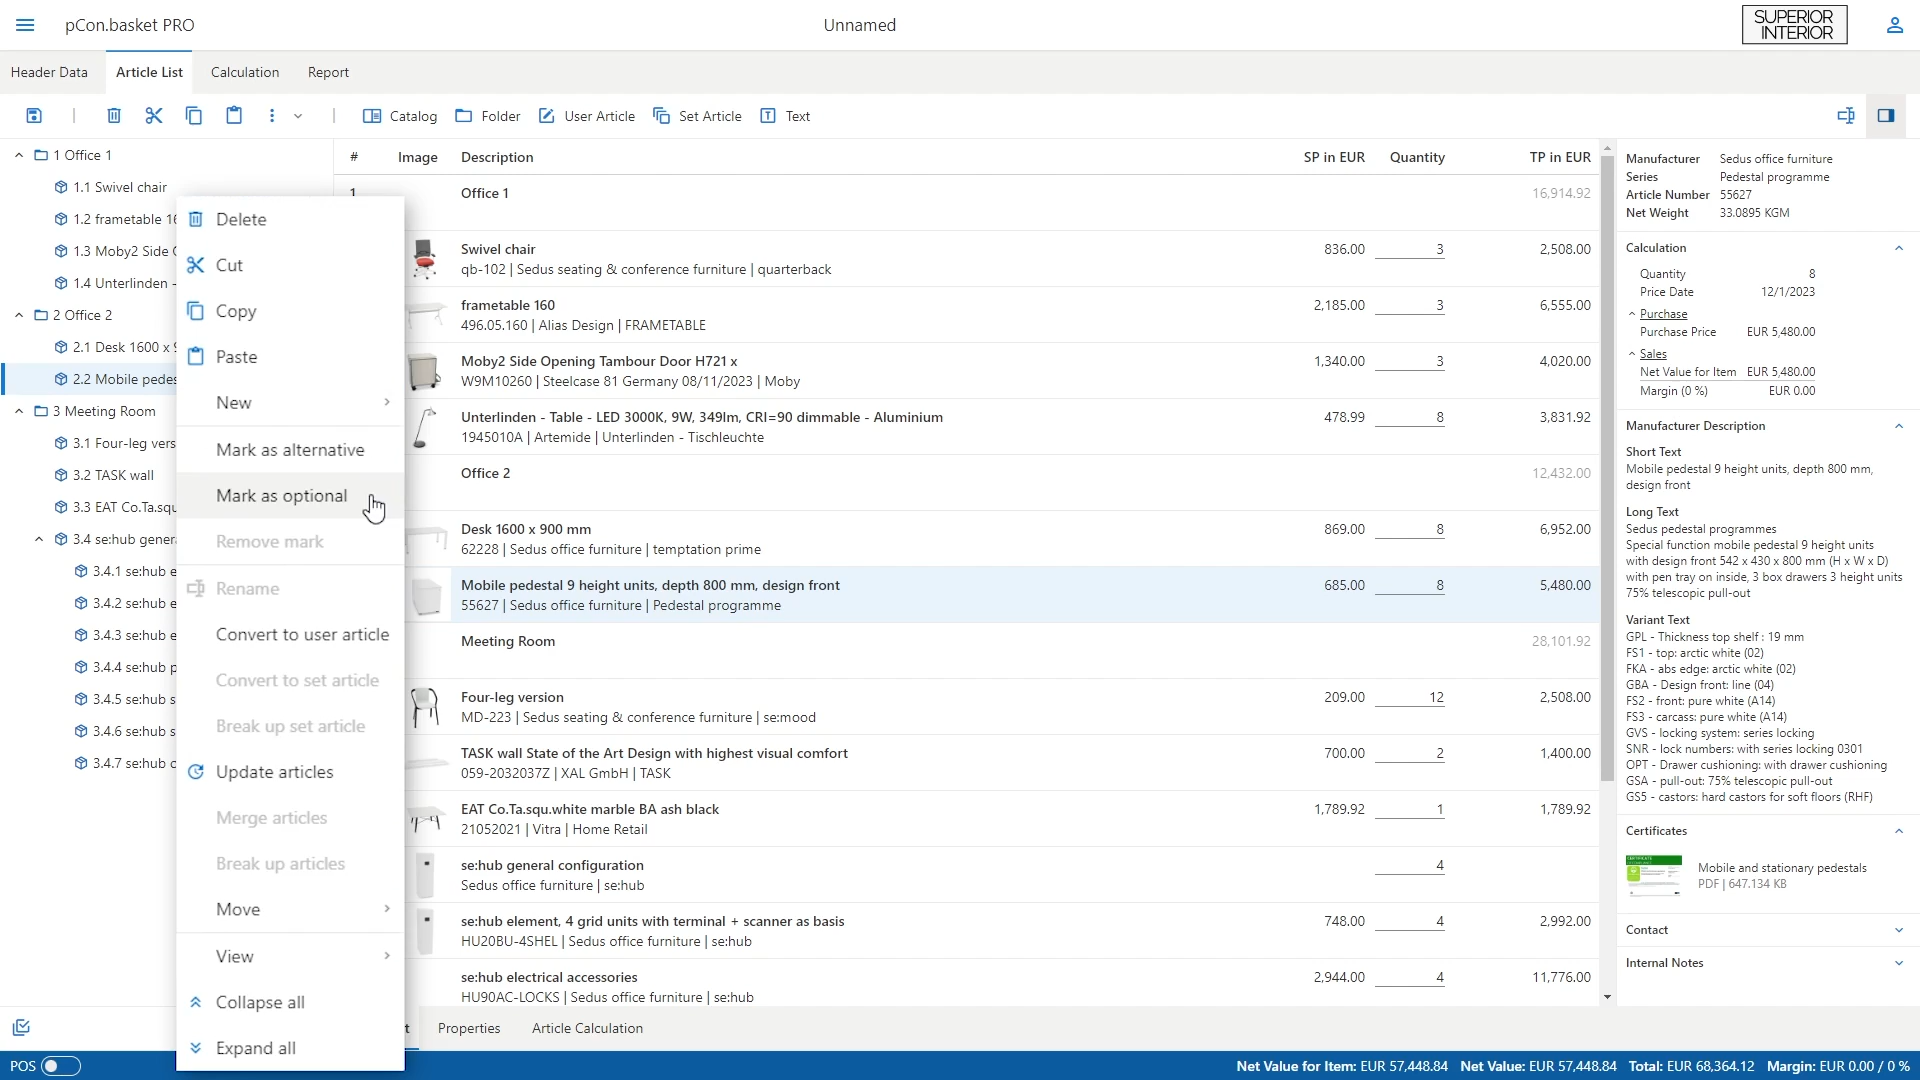 pCon.basket PRO
Unnamed
SUPERIOR
INTERIOR
Header Data
Article List
Calculation
Report
Catalog
Folder
User Article
Set Article
Text
1 Office 1
1.1 Swivel chair
1.2 frametable 16
1.3 Moby2 Side
1.4 Unterlinden -
2 Office 2
2.1 Desk 1600 x 9
2.2 Mobile pedes
3 Meeting Room
3.1 Four-leg vers
3.2 TASK wall
3.3 EAT Co.Ta.squ
3.4 se:hub genera
3.4.1 se:hub e
3.4.2 se:hub e
3.4.3 se:hub e
3.4.4 se:hub p
3.4.5 se:hub s
3.4.6 se:hub s
3.4.7 se:hub c
Delete
Cut
Copy
Paste
New
Mark as alternative
Mark as optional
Remove mark
Rename
Convert to user article
Convert to set article
Break up set article
Update articles
Merge articles
Break up articles
Move
View
Collapse all
Expand all
# Image Description SP in EUR Quantity TP in EUR
1 Office 1 16,914.92
Swivel chair 836.00 3 2,508.00
qb-102 | Sedus seating & conference furniture | quarterback
frametable 160 2,185.00 3 6,555.00
496.05.160 | Alias Design | FRAMETABLE
Moby2 Side Opening Tambour Door H721 x 1,340.00 3 4,020.00
W9M10260 | Steelcase 81 Germany 08/11/2023 | Moby
Unterlinden - Table - LED 3000K, 9W, 349lm, CRI=90 dimmable - Aluminium 478.99 8 3,831.92
1945010A | Artemide | Unterlinden - Tischleuchte
Office 2 12,432.00
Desk 1600 x 900 mm 869.00 8 6,952.00
62228 | Sedus office furniture | temptation prime
Mobile pedestal 9 height units, depth 800 mm, design front 685.00 8 5,480.00
55627 | Sedus office furniture | Pedestal programme
Meeting Room 28,101.92
Four-leg version 209.00 12 2,508.00
MD-223 | Sedus seating & conference furniture | se:mood
TASK wall State of the Art Design with highest visual comfort 700.00 2 1,400.00
059-2032037Z | XAL GmbH | TASK
EAT Co.Ta.squ.white marble BA ash black 1,789.92 1 1,789.92
21052021 | Vitra | Home Retail
se:hub general configuration 4
Sedus office furniture | se:hub
se:hub element, 4 grid units with terminal + scanner as basis 748.00 4 2,992.00
HU20BU-4SHEL | Sedus office furniture | se:hub
se:hub electrical accessories 2,944.00 4 11,776.00
HU90AC-LOCKS | Sedus office furniture | se:hub
t
Properties
Article Calculation
Manufacturer Sedus office furniture
Series Pedestal programme
Article Number 55627
Net Weight 33.0895 KGM
Calculation
Quantity 8
Price Date 12/1/2023
Purchase
Purchase Price EUR 5,480.00
Sales
Net Value for Item EUR 5,480.00
Margin (0 %) EUR 0.00
Manufacturer Description
Short Text
Mobile pedestal 9 height units, depth 800 mm,
design front
Long Text
Sedus pedestal programmes
Special function mobile pedestal 9 height units
with design front 542 x 430 x 800 mm (H x W x D)
with pen tray on inside, 3 box drawers 3 height units
75% telescopic pull-out
Variant Text
GPL - Thickness top shelf : 19 mm
FS1 - top: arctic white (02)
FKA - abs edge: arctic white (02)
GBA - Design front: line (04)
FS2 - front: pure white (A14)
FS3 - carcass: pure white (A14)
GVS - locking system: series locking
SNR - lock numbers: with series locking 0301
OPT - Drawer cushioning: with drawer cushioning
GSA - pull-out: 75% telescopic pull-out
GS5 - castors: hard castors for soft floors (RHF)
Certificates
Mobile and stationary pedestals
PDF | 647.134 KB
Contact
Internal Notes
POS
Net Value for Item: EUR 57,448.84 Net Value: EUR 57,448.84 Total: EUR 68,364.12 Margin: EUR 0.00 / 0 %